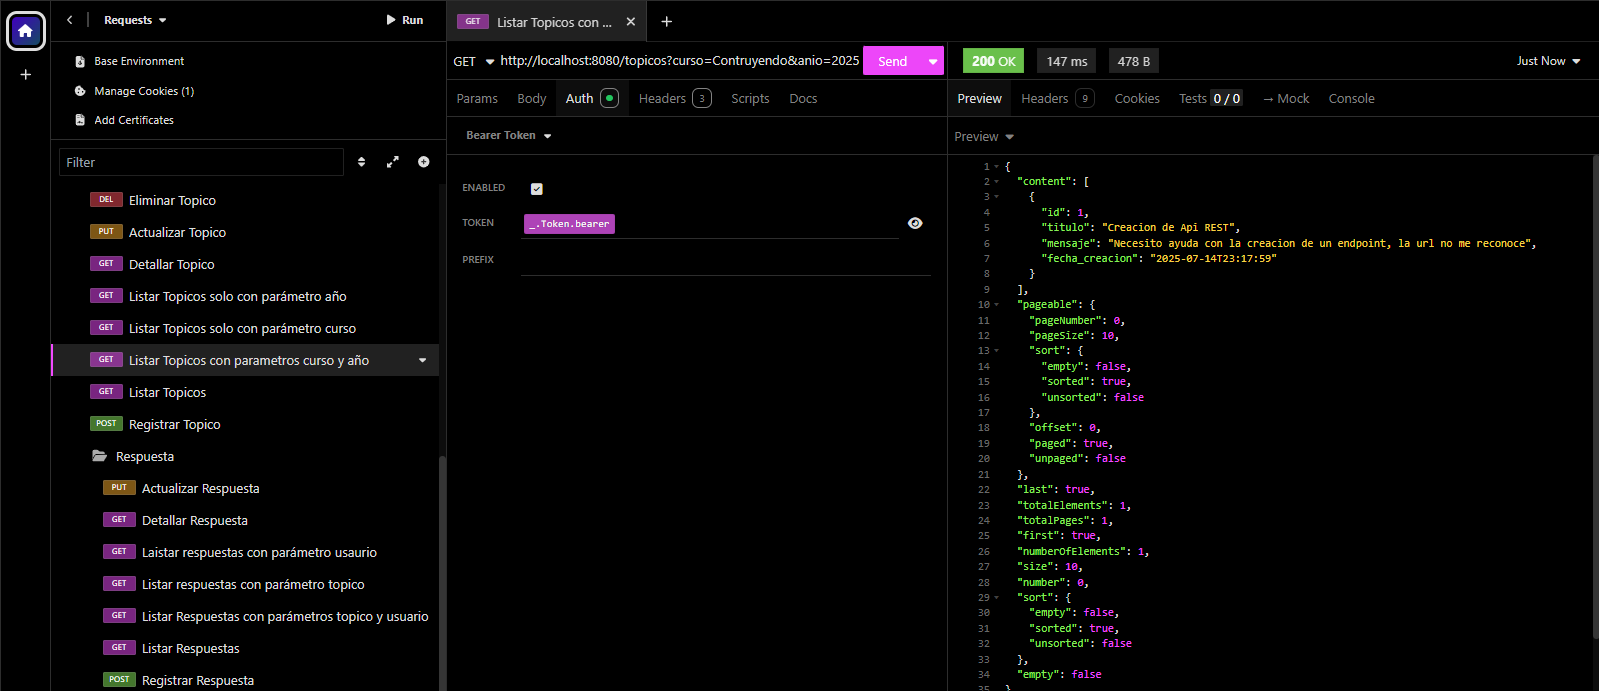 Requests
Run
Base Environment
Manage Cookies (1)
Add Certificates
Filter
DEL Eliminar Topico
PUT Actualizar Topico
GET Detallar Topico
GET Listar Topicos solo con parámetro año
GET Listar Topicos solo con parámetro curso
GET Listar Topicos con parametros curso y año
GET Listar Topicos
POST Registrar Topico
Respuesta
PUT Actualizar Respuesta
GET Detallar Respuesta
GET Laistar respuestas con parámetro usaurio
GET Listar respuestas con parámetro topico
GET Listar Respuestas con parámetros topico y usuario
GET Listar Respuestas
POST Registrar Respuesta
GET Listar Topicos con ...
GET http://localhost:8080/topicos?curso=Contruyendo&anio=2025 Send
Params Body Auth Headers 3 Scripts Docs
Bearer Token
ENABLED
TOKEN _.Token.bearer
PREFIX
200 OK 147 ms 478 B Just Now
Preview Headers 9 Cookies Tests 0 / 0 → Mock Console
Preview
1 {
2 "content": [
3 {
4 "id": 1,
5 "titulo": "Creacion de Api REST",
6 "mensaje": "Necesito ayuda con la creacion de un endpoint, la url no me reconoce",
7 "fecha_creacion": "2025-07-14T23:17:59"
8 }
9 ],
10 "pageable": {
11 "pageNumber": 0,
12 "pageSize": 10,
13 "sort": {
14 "empty": false,
15 "sorted": true,
16 "unsorted": false
17 },
18 "offset": 0,
19 "paged": true,
20 "unpaged": false
21 },
22 "last": true,
23 "totalElements": 1,
24 "totalPages": 1,
25 "first": true,
26 "numberOfElements": 1,
27 "size": 10,
28 "number": 0,
29 "sort": {
30 "empty": false,
31 "sorted": true,
32 "unsorted": false
33 },
34 "empty": false
35 }